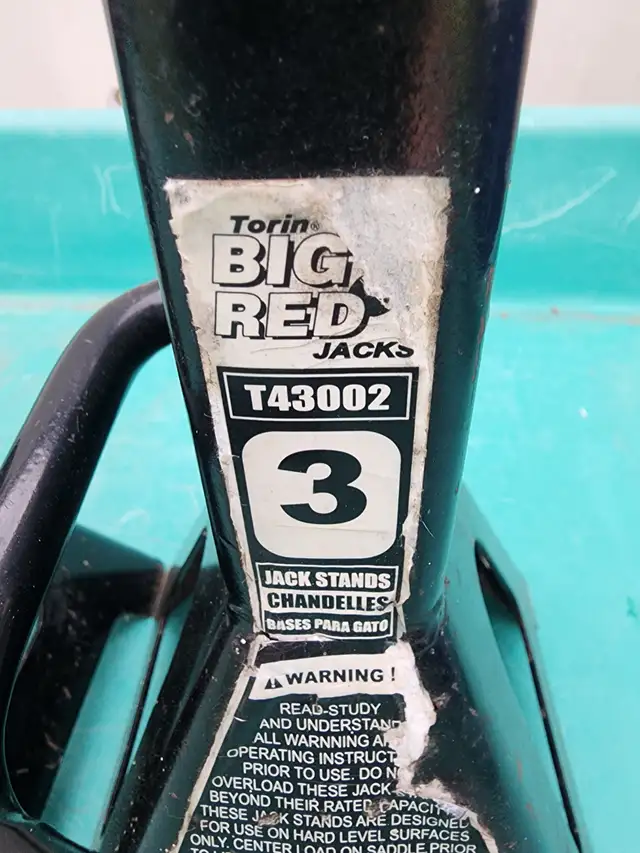 Torin®
BIG
RED
JACKS
T43002
3
JACK STANDS
CHANDELLES
BASES PARA GATO
WARNING !
READ-STUDY
AND UNDERSTAND
ALL WARNNING
OPERATING INSTRUCT
PRIOR TO USE. DO N
OVERLOAD THESE JACK
BEYOND THEIR RATED CAPACIT
THESE JACK STANDS ARE DESIGNED
FOR USE ON HARD LEVEL SURFACES
ONLY. CENTER LOAD ON SADDLE PRIOR